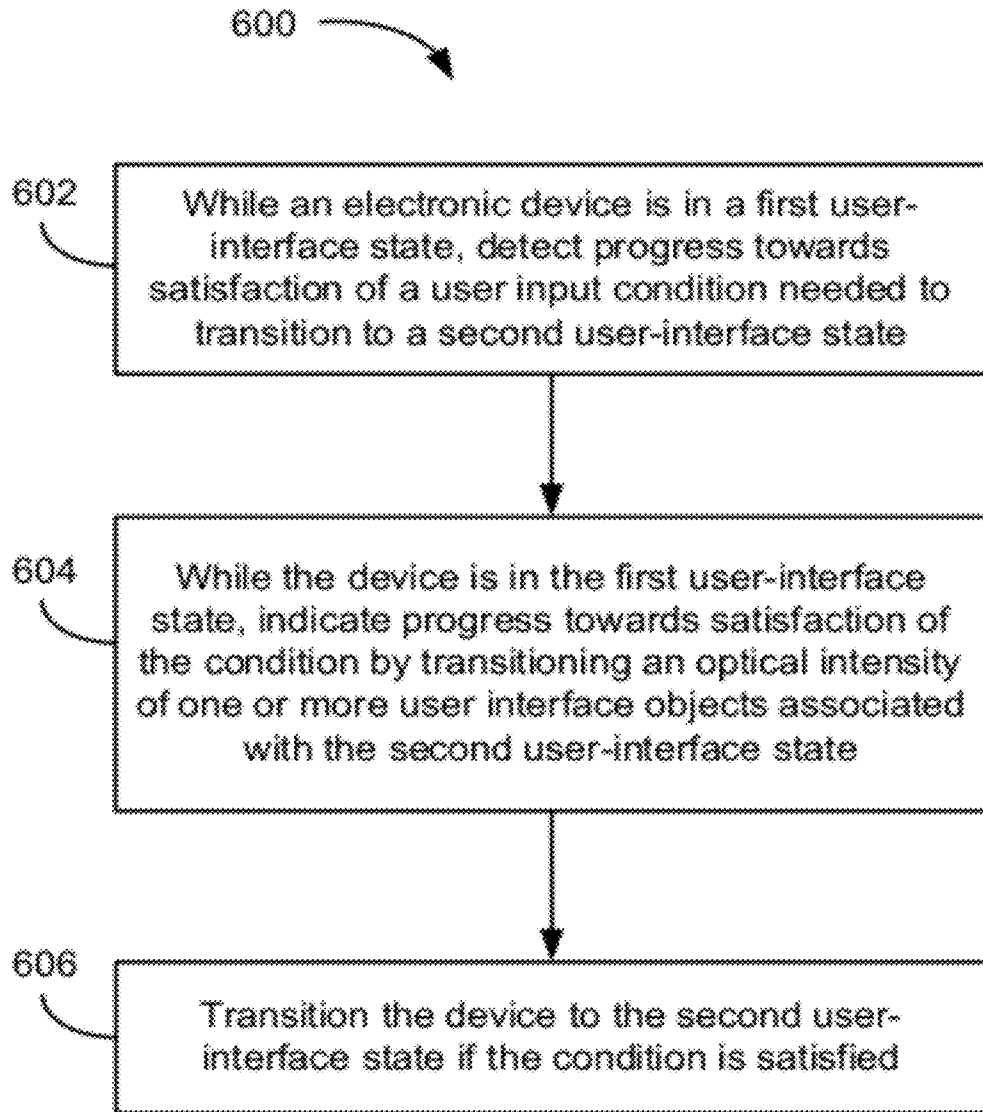 600
602
While an electronic device is in a first user-
interface state, detect progress towards
satisfaction of a user input condition needed to
transition to a second user-interface state
604
While the device is in the first user-interface
state, indicate progress towards satisfaction of
the condition by transitioning an optical intensity
of one or more user interface objects associated
with the second user-interface state
606
Transition the device to the second user-
interface state if the condition is satisfied